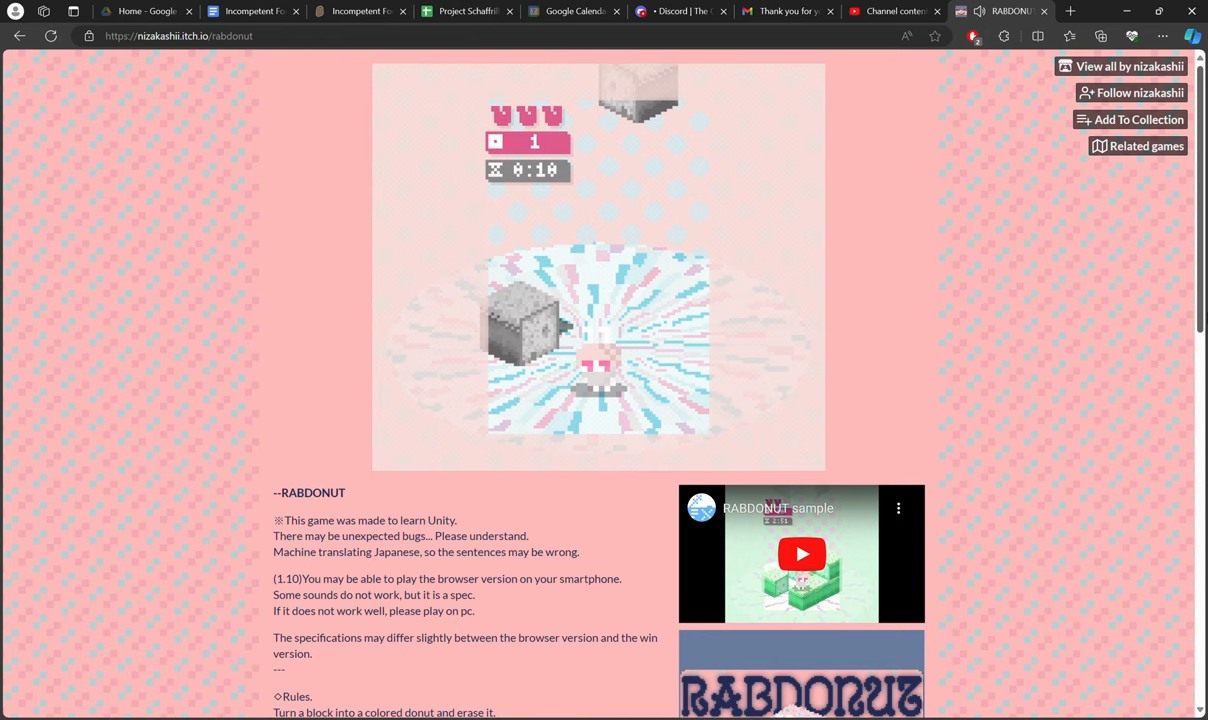 Home - Google
Incompetent Fo
Incompetent Fo
Project Schaffril
Google Calenda
• Discord | The C
Thank you for y
Channel content
RABDONUT
https://nizakashii.itch.io/rabdonut
2
View all by nizakashii
Follow nizakashii
Add To Collection
Related games
1
0:10
--RABDONUT
※This game was made to learn Unity.
There may be unexpected bugs... Please understand.
Machine translating Japanese, so the sentences may be wrong.
(1.10)You may be able to play the browser version on your smartphone.
Some sounds do not work, but it is a spec.
If it does not work well, please play on pc.
The specifications may differ slightly between the browser version and the win
version.
---
◇Rules.
Turn a block into a colored donut and erase it.
RABDONUT sample
RABDONUT